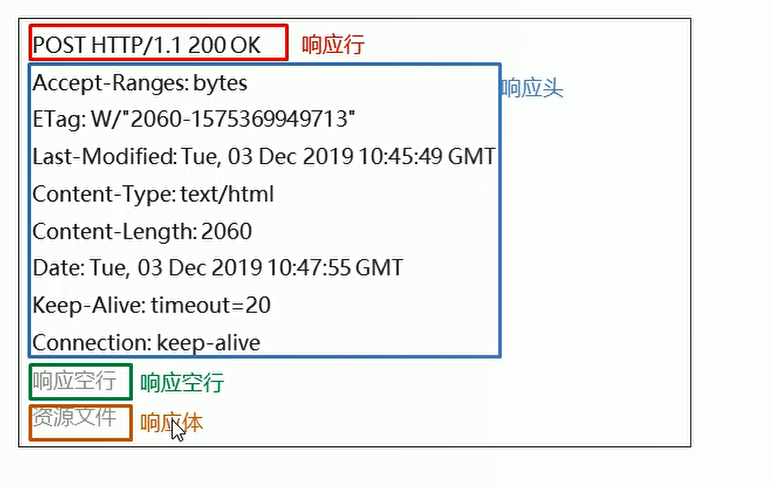 POST HTTP/1.1 200 OK 响应行
Accept-Ranges: bytes 响应头
ETag: W/"2060-1575369949713"
Last-Modified: Tue, 03 Dec 2019 10:45:49 GMT
Content-Type: text/html
Content-Length: 2060
Date: Tue, 03 Dec 2019 10:47:55 GMT
Keep-Alive: timeout=20
Connection: keep-alive
响应空行 响应空行
资源文件 响应体